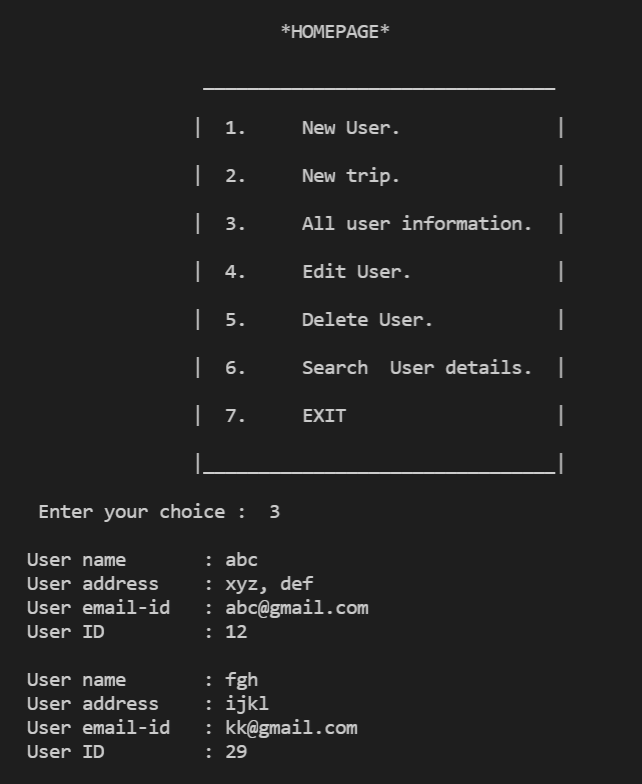 *HOMEPAGE*
________________________________
|  1.     New User.              |
|  2.     New trip.              |
|  3.     All user information.  |
|  4.     Edit User.             |
|  5.     Delete User.           |
|  6.     Search  User details.  |
|  7.     EXIT                   |
|________________________________|
Enter your choice :  3
User name       : abc
User address    : xyz, def
User email-id   : abc@gmail.com
User ID         : 12
User name       : fgh
User address    : ijkl
User email-id   : kk@gmail.com
User ID         : 29